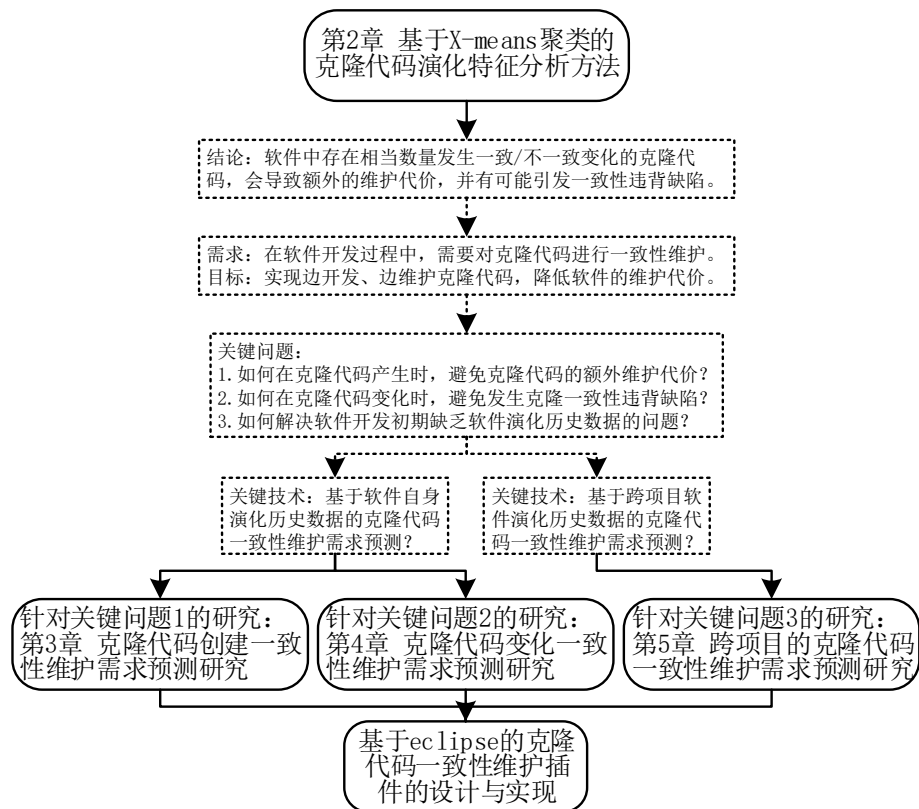 第2章 基于X-means聚类的
克隆代码演化特征分析方法
结论：软件中存在相当数量发生一致/不一致变化的克隆代
码，会导致额外的维护代价，并有可能引发一致性违背缺陷。
需求：在软件开发过程中，需要对克隆代码进行一致性维护。
目标：实现边开发、边维护克隆代码，降低软件的维护代价。
关键问题：
1.如何在克隆代码产生时，避免克隆代码的额外维护代价？
2.如何在克隆代码变化时，避免发生克隆一致性违背缺陷？
3.如何解决软件开发初期缺乏软件演化历史数据的问题？
关键技术：基于软件自身
演化历史数据的克隆代码
一致性维护需求预测？
关键技术：基于跨项目软
件演化历史数据的克隆代
码一致性维护需求预测？
针对关键问题1的研究：
第3章 克隆代码创建一致
性维护需求预测研究
针对关键问题2的研究：
第4章 克隆代码变化一致
性维护需求预测研究
针对关键问题3的研究：
第5章 跨项目的克隆代码
一致性维护需求预测研究
基于eclipse的克隆
代码一致性维护插
件的设计与实现